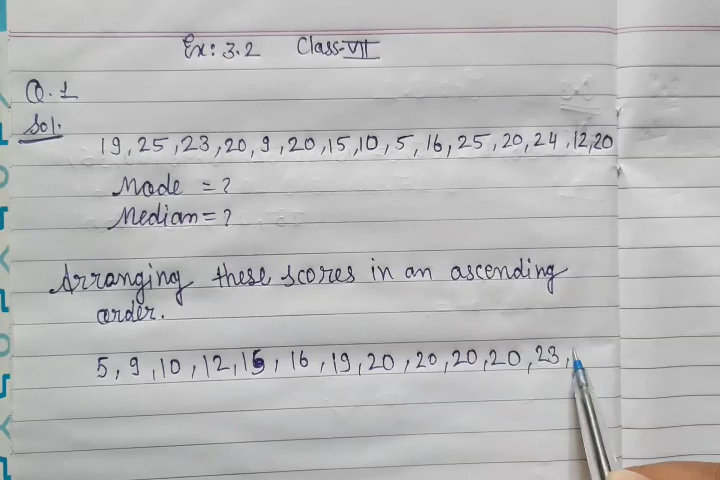 Ex: 3.2 Class-VII
Q. 1
Sol.
19, 25, 23, 20, 9, 20, 15, 10, 5, 16, 25, 20, 24, 12, 20
Mode = ?
Median = ?
Arranging these scores in an ascending
order.
5, 9, 10, 12, 15, 16, 19, 20, 20, 20, 20, 23,